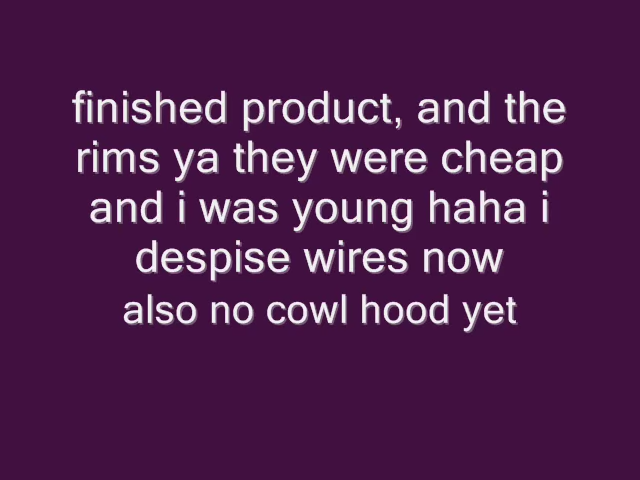 finished product, and the
rims ya they were cheap
and i was young haha i
despise wires now
also no cowl hood yet